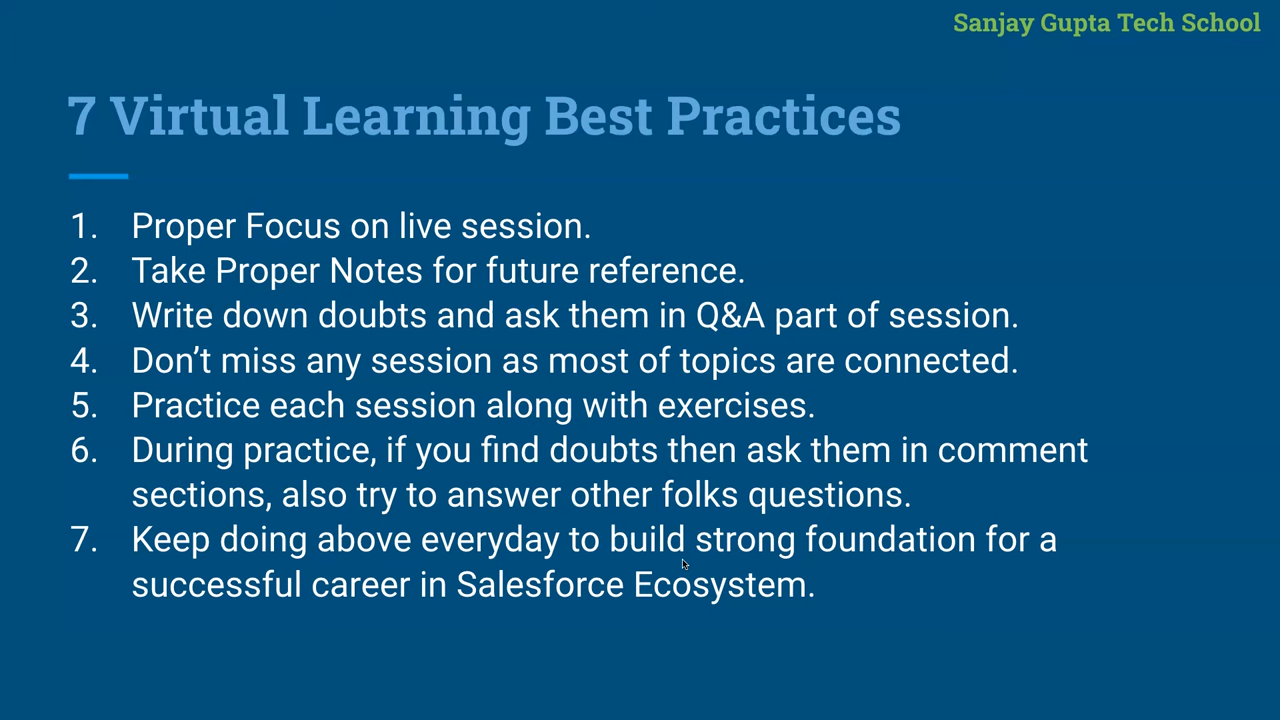 Sanjay Gupta Tech School
7 Virtual Learning Best Practices
1. Proper Focus on live session.
2. Take Proper Notes for future reference.
3. Write down doubts and ask them in Q&A part of session.
4. Don’t miss any session as most of topics are connected.
5. Practice each session along with exercises.
6. During practice, if you find doubts then ask them in comment
sections, also try to answer other folks questions.
7. Keep doing above everyday to build strong foundation for a
successful career in Salesforce Ecosystem.